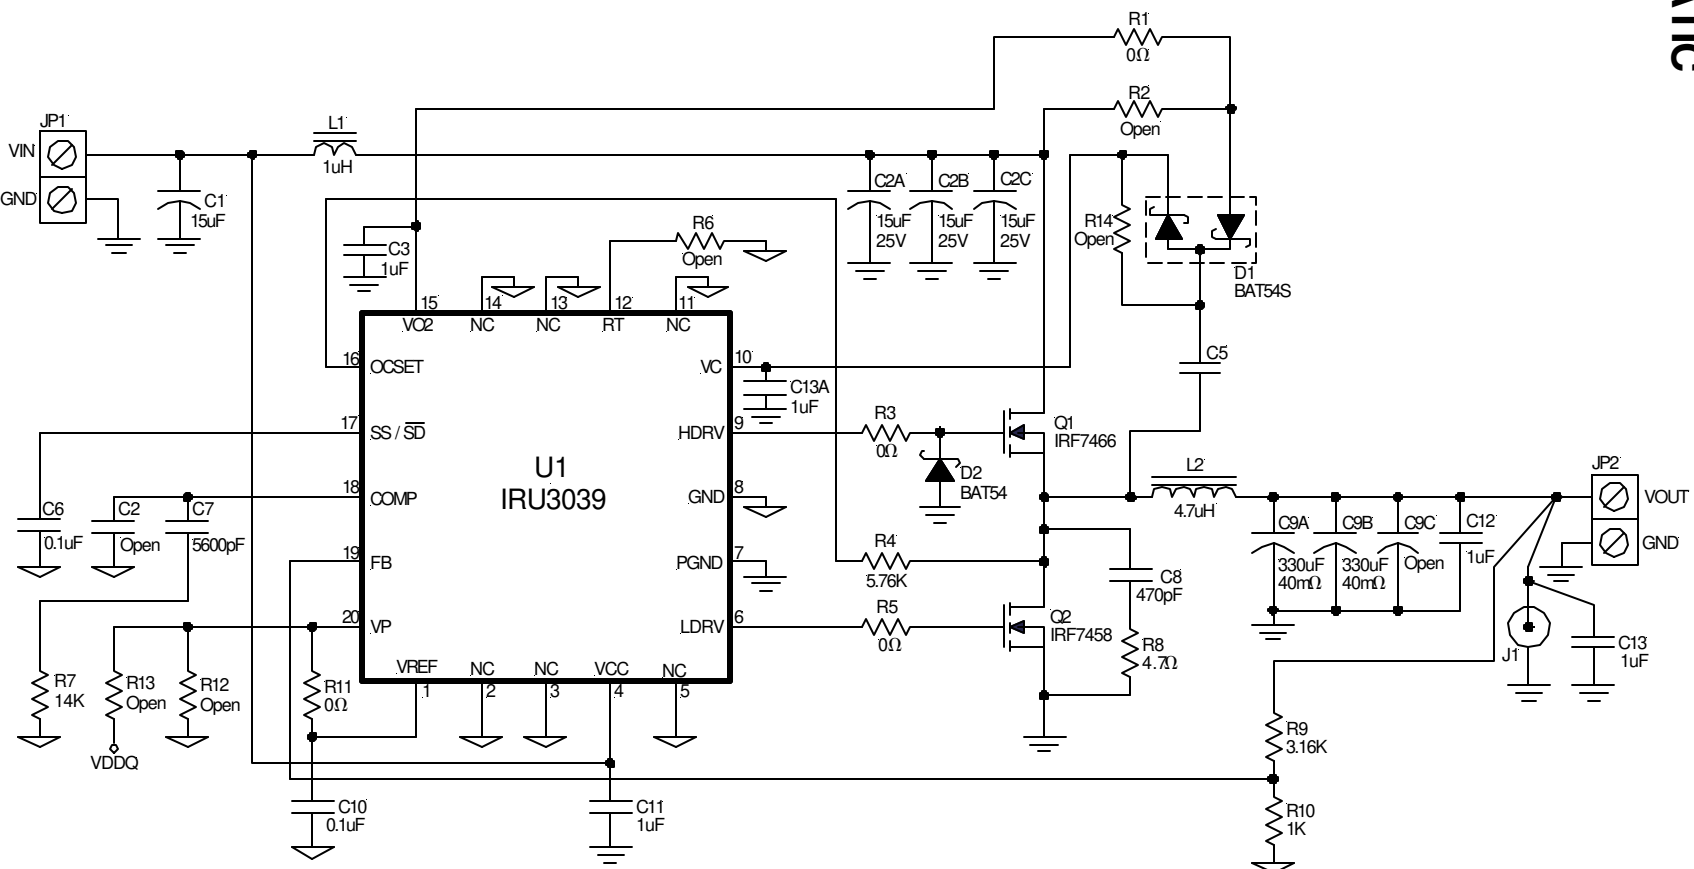 ATIC
R1
0Ω
R2
Open
JP1
VIN
GND
L1
1uH
C1
15uF
C2A
15uF
25V
C2B
15uF
25V
C2C
15uF
25V
R14
Open
D1
BAT54S
C3
1uF
R6
Open
15
14
13
12
11
VO2
NC
NC
RT
NC
16
OCSET
10
VC
C13A
1uF
C5
17
SS / SD
9
HDRV
R3
0Ω
D2
BAT54
Q1
IRF7466
U1
IRU3039
18
COMP
8
GND
C6
0.1uF
C2
Open
C7
5600pF
L2
4.7uH
JP2
VOUT
GND
C9A
330uF
40mΩ
C9B
330uF
40mΩ
C9C
Open
C12
1uF
19
FB
7
PGND
R4
5.76K
C8
470pF
20
VP
6
LDRV
R5
0Ω
Q2
IRF7458
R8
4.7Ω
J1
C13
1uF
VREF
NC
NC
VCC
NC
1
2
3
4
5
R7
14K
R13
Open
R12
Open
R11
0Ω
VDDQ
R9
3.16K
C10
0.1uF
C11
1uF
R10
1K